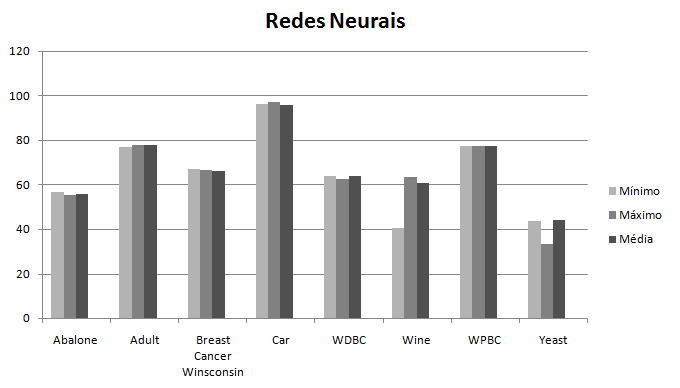 Redes Neurais
120
100
80
60
40
20
0
Abalone
Adult
Breast
Cancer
Winsconsin
Car
WDBC
Wine
WPBC
Yeast
Mínimo
Máximo
Média